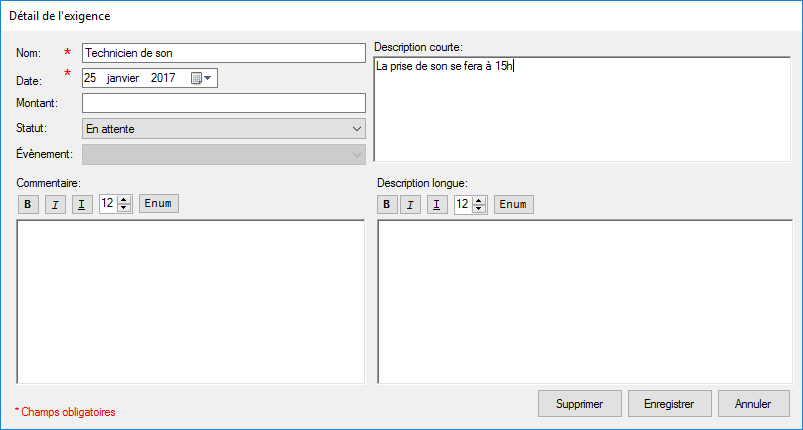 Détail de l'exigence
Nom: * Technicien de son
Date: * 25 janvier 2017
Montant:
Statut: En attente
Évènement:
Description courte:
La prise de son se fera à 15h
Commentaire:
B I I 12 Enum
Description longue:
B I I 12 Enum
* Champs obligatoires
Supprimer Enregistrer Annuler